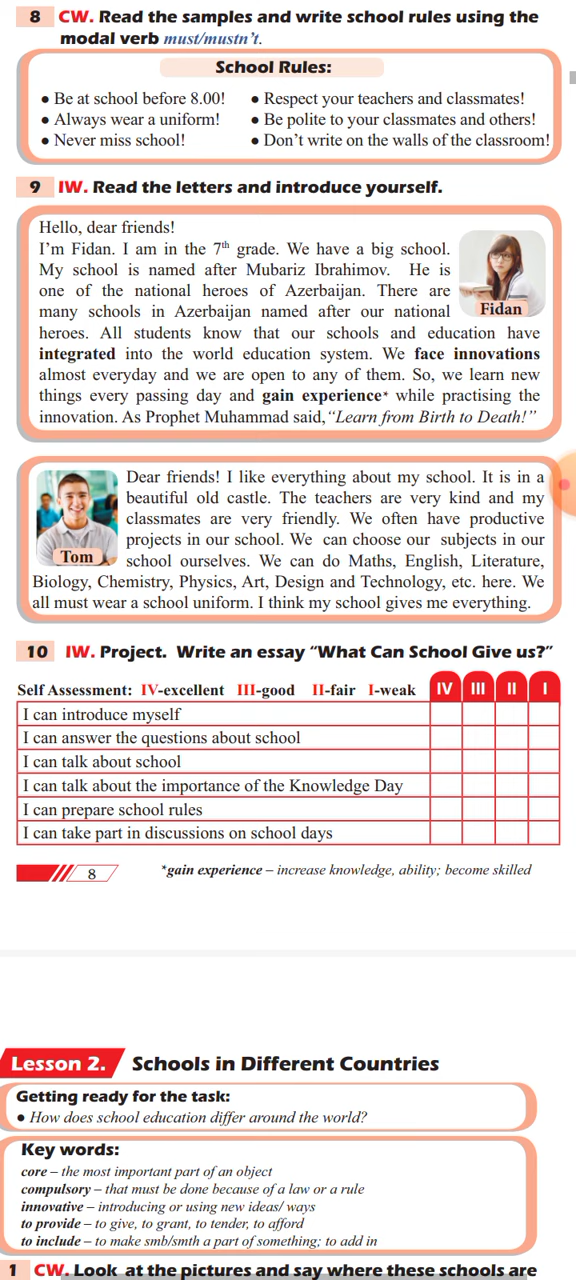 8 CW. Read the samples and write school rules using the
modal verb must/mustn't.
School Rules:
• Be at school before 8.00!
• Always wear a uniform!
• Never miss school!
• Respect your teachers and classmates!
• Be polite to your classmates and others!
• Don't write on the walls of the classroom!
9 IW. Read the letters and introduce yourself.
Hello, dear friends!
I'm Fidan. I am in the 7th grade. We have a big school.
My school is named after Mubariz Ibrahimov. He is
one of the national heroes of Azerbaijan. There are
many schools in Azerbaijan named after our national
heroes. All students know that our schools and education have
integrated into the world education system. We face innovations
almost everyday and we are open to any of them. So, we learn new
things every passing day and gain experience* while practising the
innovation. As Prophet Muhammad said,"Learn from Birth to Death!"
Fidan
Dear friends! I like everything about my school. It is in a
beautiful old castle. The teachers are very kind and my
classmates are very friendly. We often have productive
projects in our school. We can choose our subjects in our
school ourselves. We can do Maths, English, Literature,
Biology, Chemistry, Physics, Art, Design and Technology, etc. here. We
all must wear a school uniform. I think my school gives me everything.
Tom
10 IW. Project. Write an essay "What Can School Give us?"
Self Assessment: IV-excellent III-good II-fair I-weak IV III II I
I can introduce myself
I can answer the questions about school
I can talk about school
I can talk about the importance of the Knowledge Day
I can prepare school rules
I can take part in discussions on school days
8
*gain experience – increase knowledge, ability; become skilled
Lesson 2. Schools in Different Countries
Getting ready for the task:
• How does school education differ around the world?
Key words:
core – the most important part of an object
compulsory – that must be done because of a law or a rule
innovative – introducing or using new ideas/ ways
to provide – to give, to grant, to tender, to afford
to include – to make smb/smth a part of something; to add in
1 CW. Look at the pictures and say where these schools are